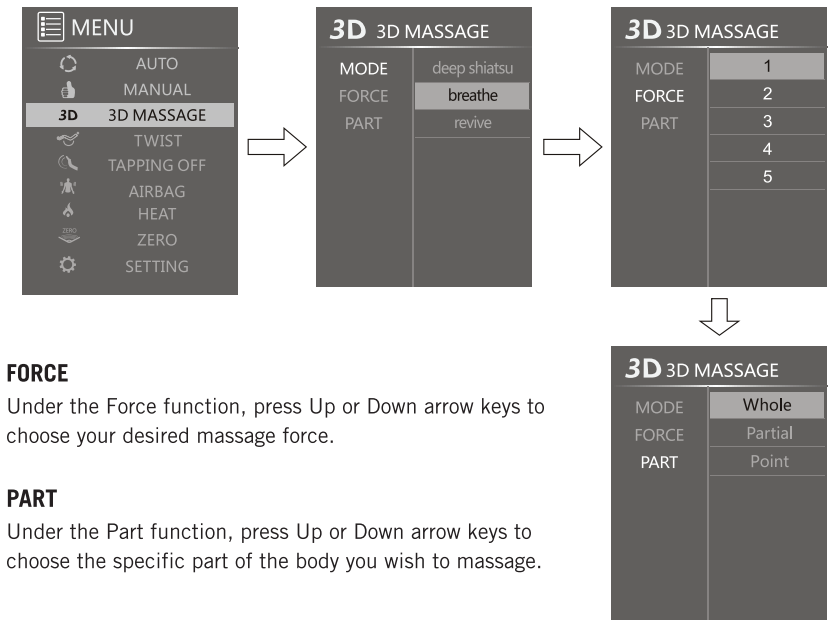 MENU
AUTO
MANUAL
3D 3D MASSAGE
TWIST
TAPPING OFF
AIRBAG
HEAT
ZERO ZERO
SETTING
3D 3D MASSAGE
MODE deep shiatsu
FORCE breathe
PART revive
3D 3D MASSAGE
MODE 1
FORCE 2
PART 3
4
5
FORCE
Under the Force function, press Up or Down arrow keys to
choose your desired massage force.
PART
Under the Part function, press Up or Down arrow keys to
choose the specific part of the body you wish to massage.
3D 3D MASSAGE
MODE Whole
FORCE Partial
PART Point